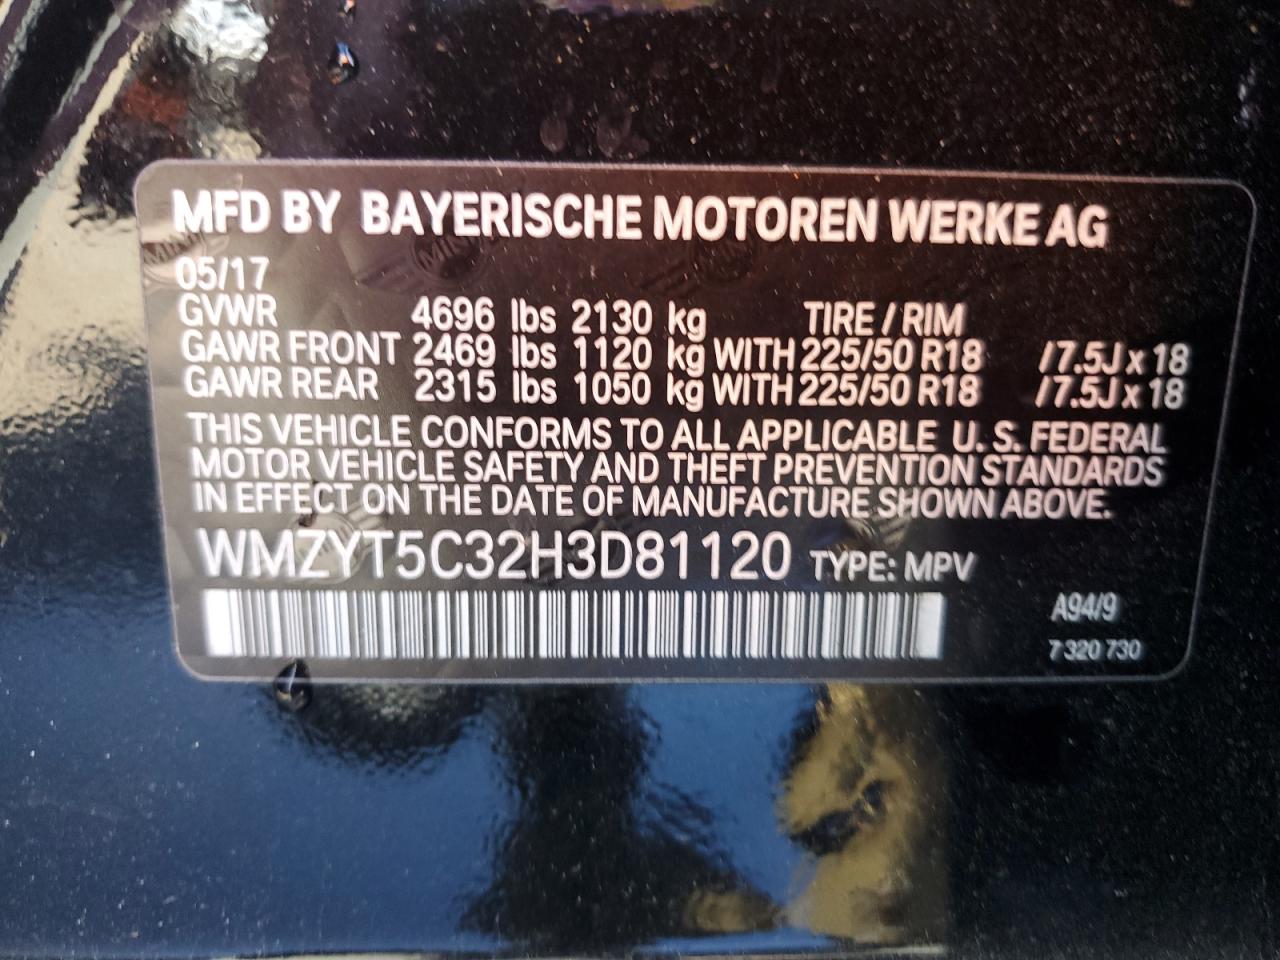 MFD BY BAYERISCHE MOTOREN WERKE AG
05/17
GVWR 4696 lbs 2130 kg TIRE / RIM
GAWR FRONT 2469 lbs 1120 kg WITH 225/50 R18 /7.5J x 18
GAWR REAR 2315 lbs 1050 kg WITH 225/50 R18 /7.5J x 18
THIS VEHICLE CONFORMS TO ALL APPLICABLE U. S. FEDERAL
MOTOR VEHICLE SAFETY AND THEFT PREVENTION STANDARDS
IN EFFECT ON THE DATE OF MANUFACTURE SHOWN ABOVE.
WMZYT5C32H3D81120 TYPE: MPV
A94/9
7 320 730